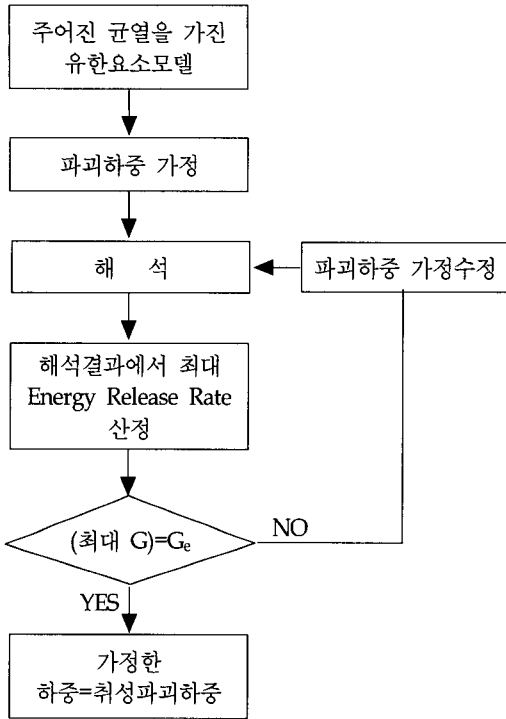 주어진 균열을 가진
유한요소모델
파괴하중 가정
해 석
파괴하중 가정수정
해석결과에서 최대
Energy Release Rate
산정
(최대 G)=Ge
NO
YES
가정한
하중=취성파괴하중